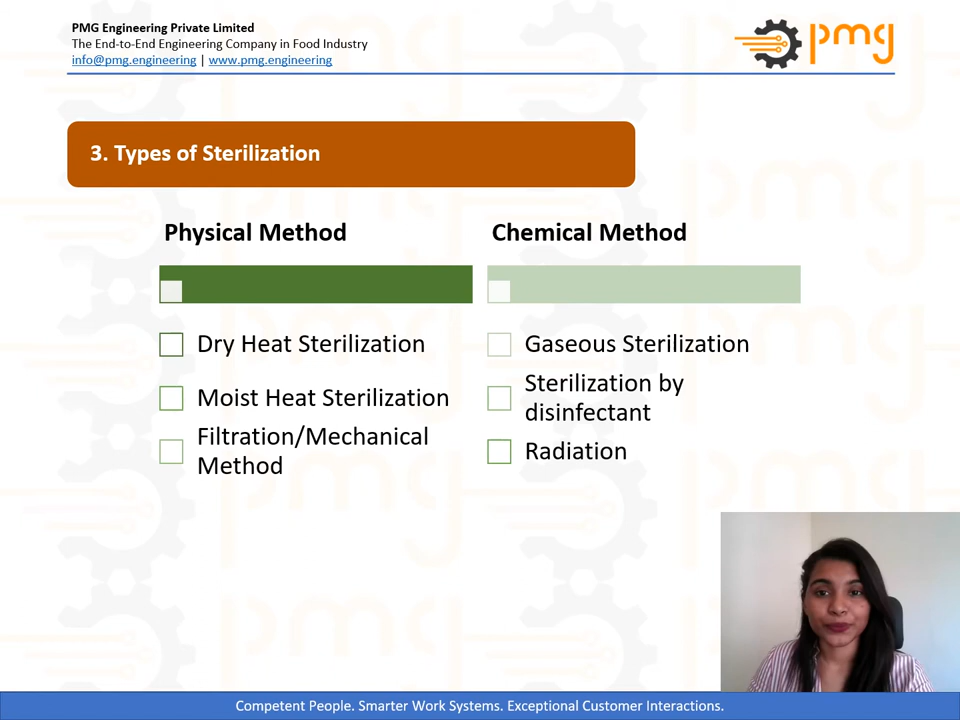 PMG Engineering Private Limited
The End-to-End Engineering Company in Food Industry
info@pmg.engineering | www.pmg.engineering
pmg
3. Types of Sterilization
Physical Method
Dry Heat Sterilization
Moist Heat Sterilization
Filtration/Mechanical
Method
Chemical Method
Gaseous Sterilization
Sterilization by
disinfectant
Radiation
Competent People. Smarter Work Systems. Exceptional Customer Interactions.